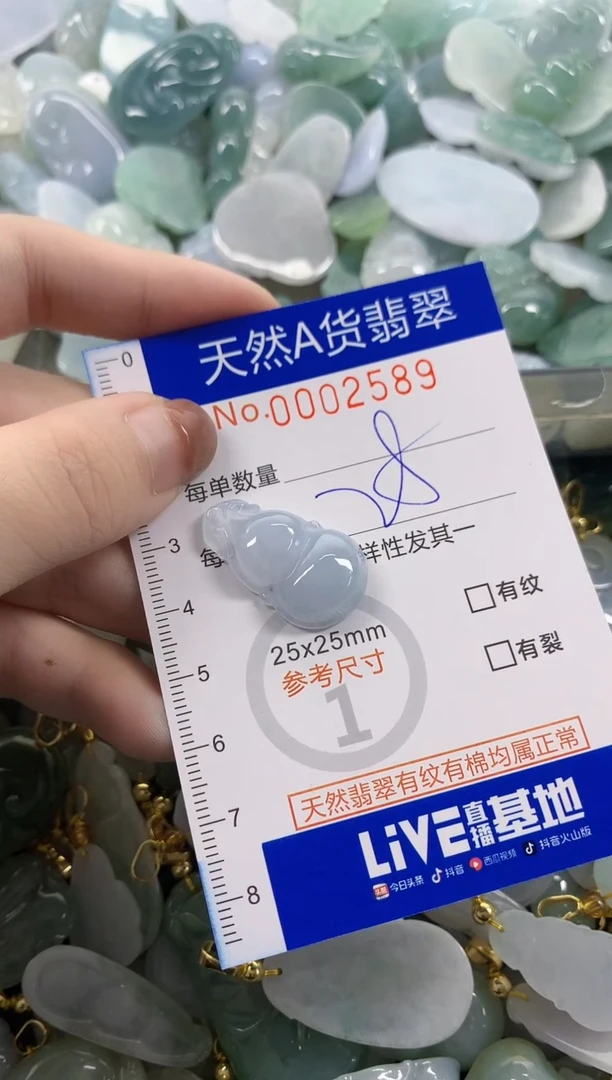 0
天然A货翡翠
No.0002589
每单数量
3
每 样性发其一
4
有纹
25x25mm
5
参考尺寸
有裂
1
6
天然翡翠有纹有棉均属正常
7
LiVE直播基地
8
头条 今日头条 抖音 西瓜视频 抖音火山版